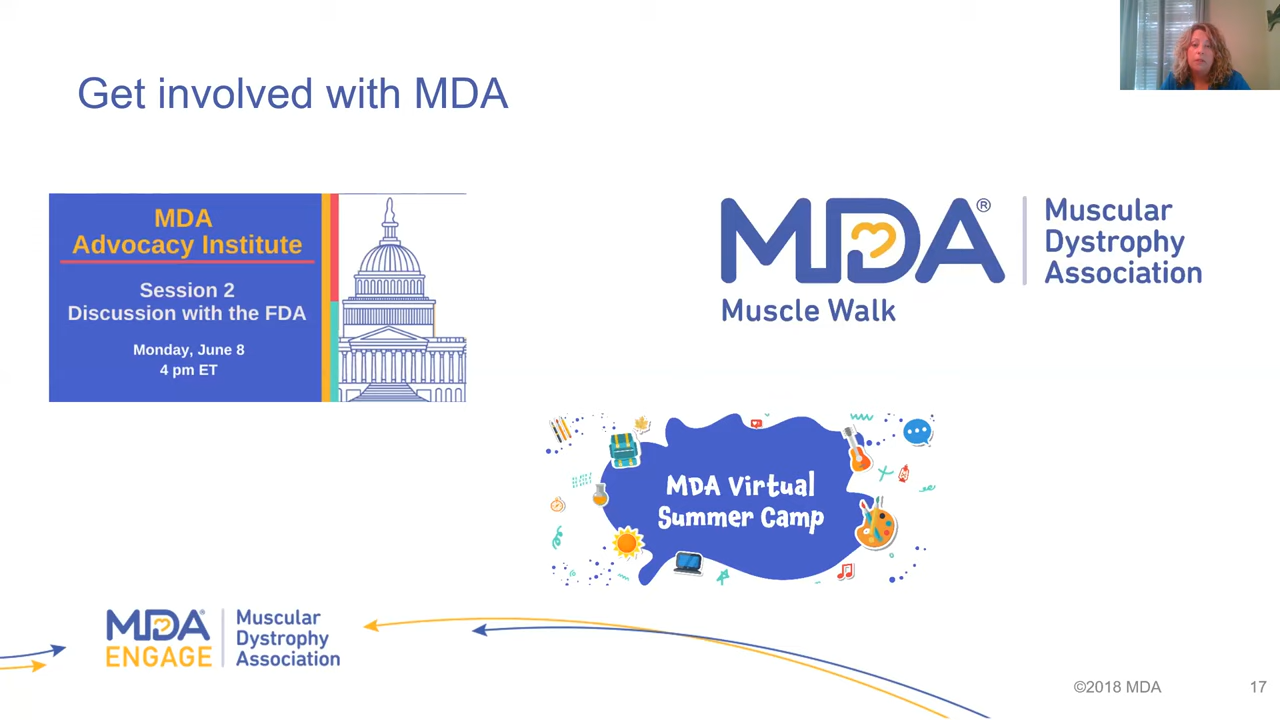 Get involved with MDA
MDA
Advocacy Institute
Session 2
Discussion with the FDA
Monday, June 8
4 pm ET
MDA®
Muscular
Dystrophy
Association
Muscle Walk
MDA Virtual
Summer Camp
MDA®
ENGAGE
Muscular
Dystrophy
Association
©2018 MDA
17